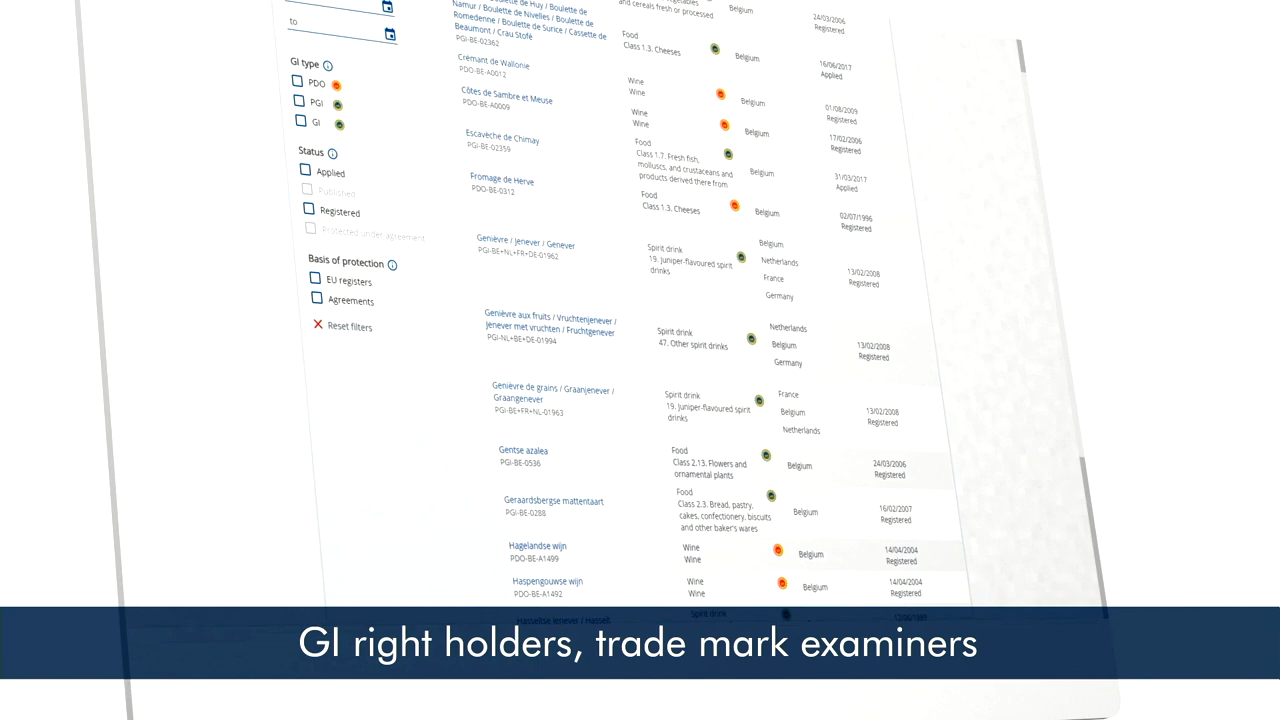 to
GI type
PDO
PGI
GI
Status
Applied
Published
Registered
Protected under agreement
Basis of protection
EU registers
Agreements
Reset filters
Namur / Boulette de Nivelles / Boulette de
Romedenne / Boulette de Surice / Cassette de
Beaumont / Crau Stofé
PGI-BE-02362
Food
Class 1.3. Cheeses
Belgium
16/06/2017
Applied
and cereals fresh or processed
Belgium
24/03/2006
Registered
Crémant de Wallonie
PDO-BE-A0012
Wine
Wine
Belgium
01/08/2009
Registered
Côtes de Sambre et Meuse
PDO-BE-A0009
Wine
Wine
Belgium
17/02/2006
Registered
Escavèche de Chimay
PGI-BE-02359
Food
Class 1.7. Fresh fish,
molluscs, and crustaceans and
products derived there from
Belgium
31/03/2017
Applied
Fromage de Herve
PDO-BE-0312
Food
Class 1.3. Cheeses
Belgium
02/07/1996
Registered
Genièvre / Jenever / Genever
PGI-BE+NL+FR+DE-01962
Spirit drink
19. Juniper-flavoured spirit
drinks
Belgium
Netherlands
France
Germany
13/02/2008
Registered
Genièvre aux fruits / Vruchtenjenever /
Jenever met vruchten / Fruchtgenever
PGI-NL+BE+DE-01994
Spirit drink
47. Other spirit drinks
Netherlands
Belgium
Germany
13/02/2008
Registered
Genièvre de grains / Graanjenever /
Graangenever
PGI-BE+FR+NL-01963
Spirit drink
19. Juniper-flavoured spirit
drinks
France
Belgium
Netherlands
13/02/2008
Registered
Gentse azalea
PGI-BE-0536
Food
Class 2.13. Flowers and
ornamental plants
Belgium
24/03/2006
Registered
Geraardsbergse mattentaart
PGI-BE-0288
Food
Class 2.3. Bread, pastry,
cakes, confectionery, biscuits
and other baker's wares
Belgium
16/02/2007
Registered
Hagelandse wijn
PDO-BE-A1499
Wine
Wine
Belgium
14/04/2004
Registered
Haspengouwse wijn
PDO-BE-A1492
Wine
Wine
Belgium
14/04/2004
Registered
Hasseltse jenever / Hasselt
Spirit drink
GI right holders, trade mark examiners